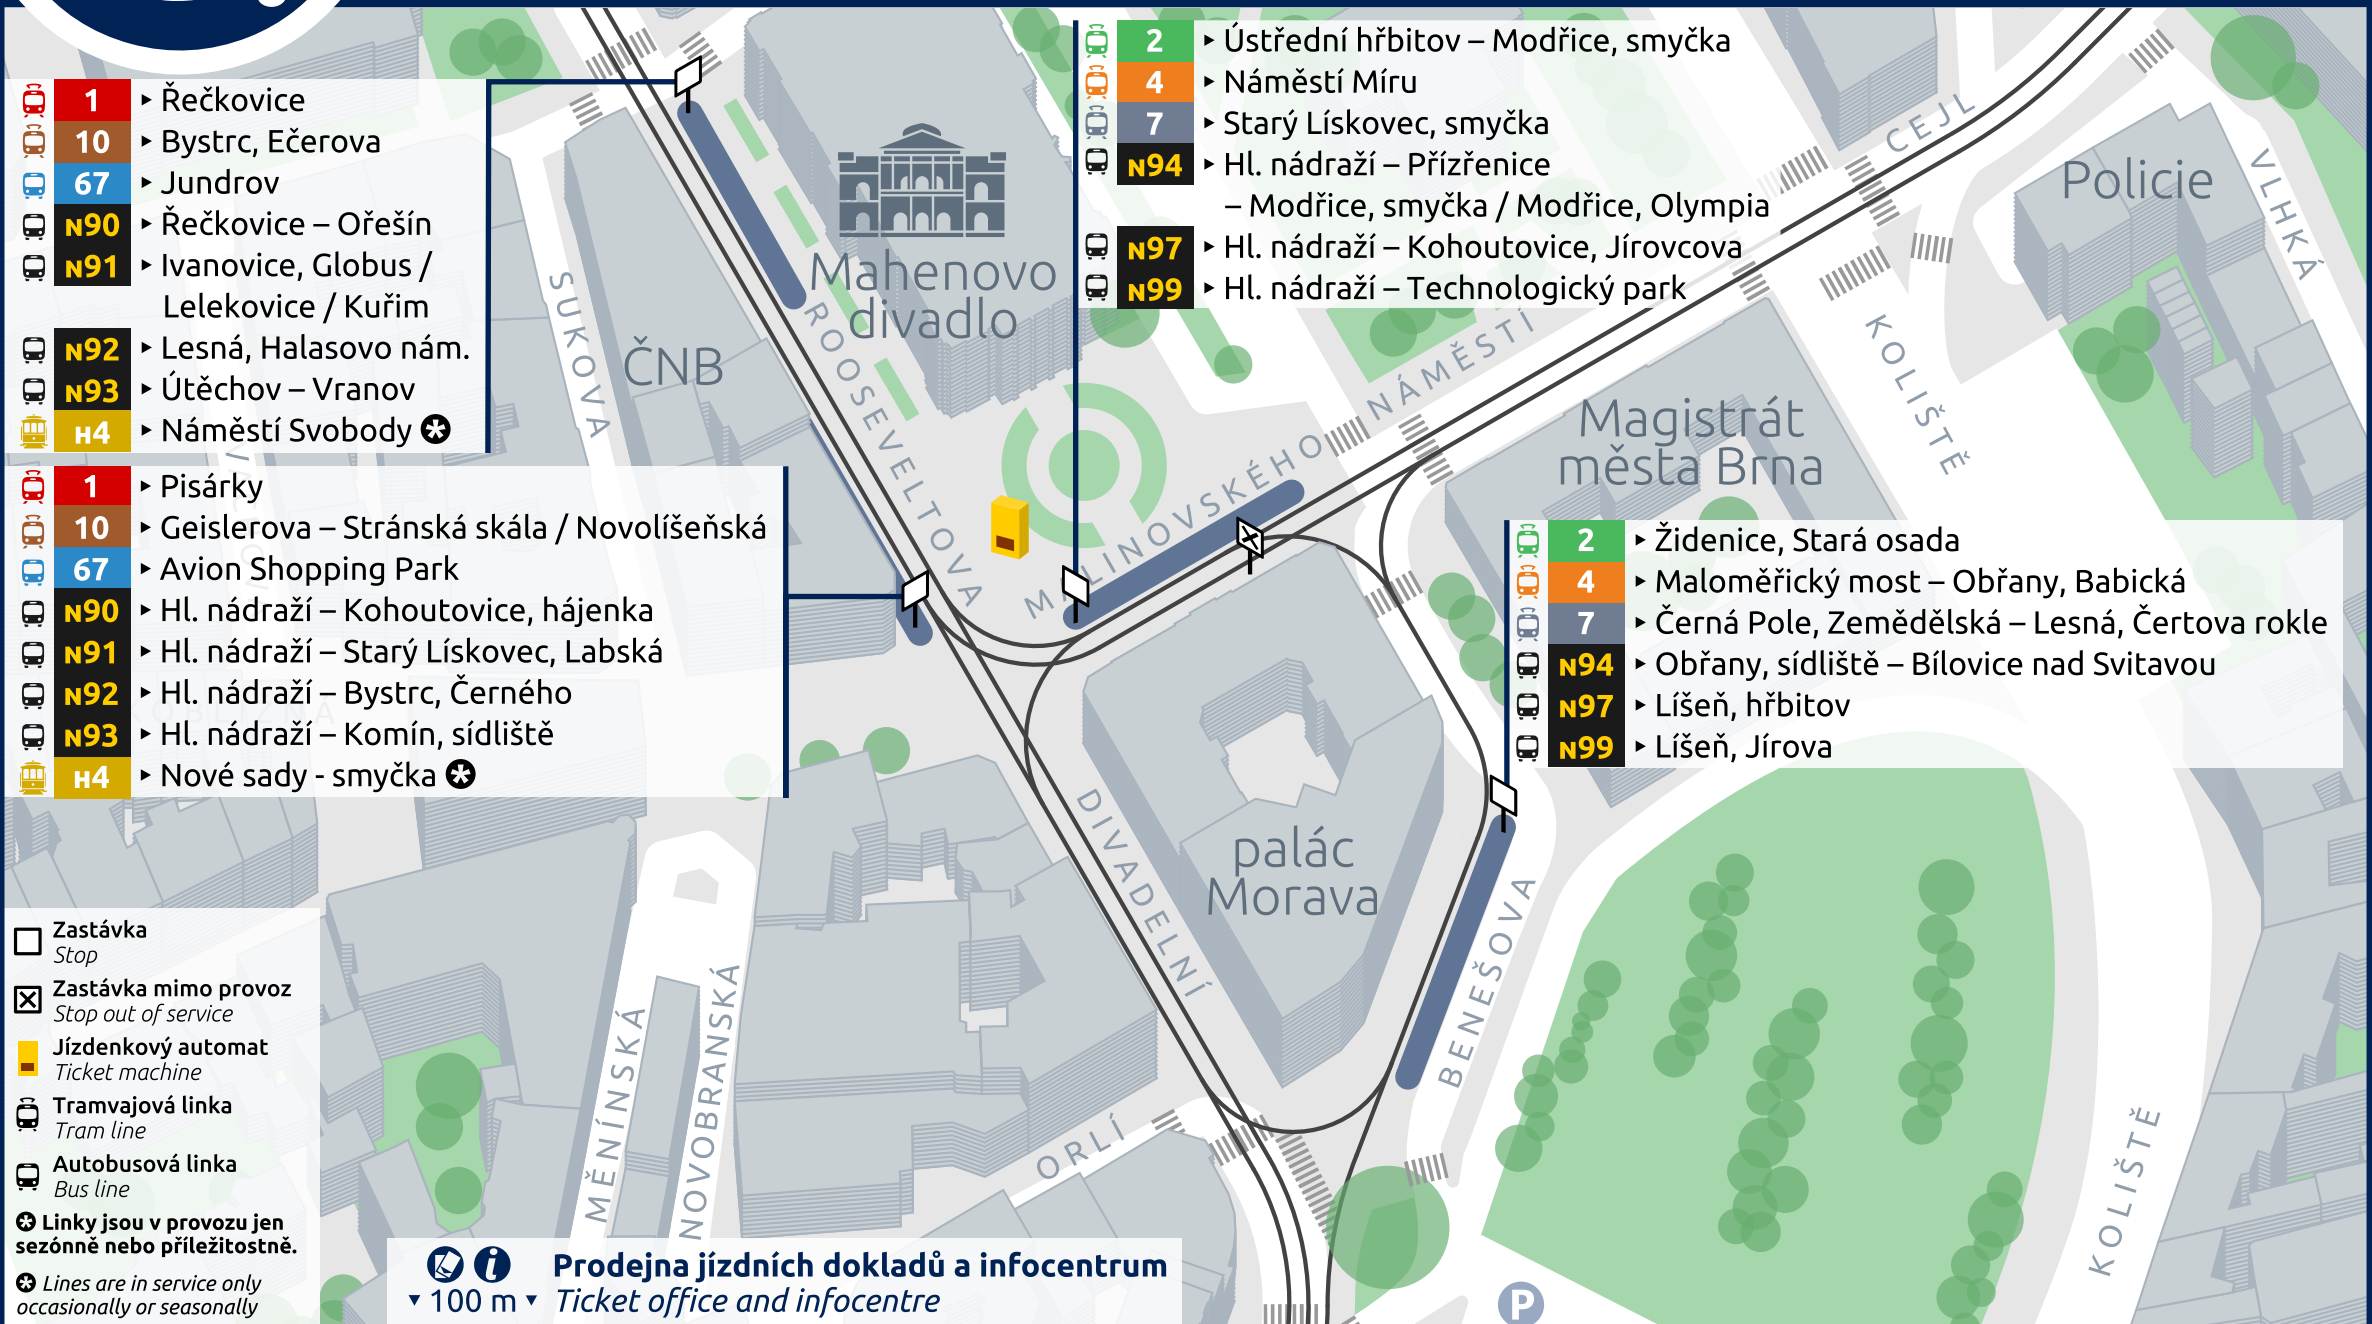 1 ▸ Řečkovice
10 ▸ Bystrc, Ečerova
67 ▸ Jundrov
N90 ▸ Řečkovice – Ořešín
N91 ▸ Ivanovice, Globus /
Lelekovice / Kuřim
N92 ▸ Lesná, Halasovo nám.
N93 ▸ Útěchov – Vranov
H4 ▸ Náměstí Svobody
1 ▸ Pisárky
10 ▸ Geislerova – Stránská skála / Novolíšeňská
67 ▸ Avion Shopping Park
N90 ▸ Hl. nádraží – Kohoutovice, hájenka
N91 ▸ Hl. nádraží – Starý Lískovec, Labská
N92 ▸ Hl. nádraží – Bystrc, Černého
N93 ▸ Hl. nádraží – Komín, sídliště
H4 ▸ Nové sady - smyčka
2 ▸ Ústřední hřbitov – Modřice, smyčka
4 ▸ Náměstí Míru
7 ▸ Starý Lískovec, smyčka
N94 ▸ Hl. nádraží – Přízřenice
– Modřice, smyčka / Modřice, Olympia
N97 ▸ Hl. nádraží – Kohoutovice, Jírovcova
N99 ▸ Hl. nádraží – Technologický park
2 ▸ Židenice, Stará osada
4 ▸ Maloměřický most – Obřany, Babická
7 ▸ Černá Pole, Zemědělská – Lesná, Čertova rokle
N94 ▸ Obřany, sídliště – Bílovice nad Svitavou
N97 ▸ Líšeň, hřbitov
N99 ▸ Líšeň, Jírova
Mahenovo
divadlo
ČNB
Policie
Magistrát
města Brna
palác
Morava
SUKOVA
ROOSEVELTOVA
MALINOVSKÉHO NÁMĚSTÍ
CEJL
VLHKÁ
KOLIŠTĚ
KOBLIŽNÁ
DIVADELNÍ
BENEŠOVA
MĚNÍNSKÁ
NOVOBRANSKÁ
ORLÍ
KOLIŠTĚ
P
Zastávka
Stop
Zastávka mimo provoz
Stop out of service
Jízdenkový automat
Ticket machine
Tramvajová linka
Tram line
Autobusová linka
Bus line
Linky jsou v provozu jen
sezónně nebo příležitostně.
Lines are in service only
occasionally or seasonally
i Prodejna jízdních dokladů a infocentrum
▾ 100 m ▾ Ticket office and infocentre